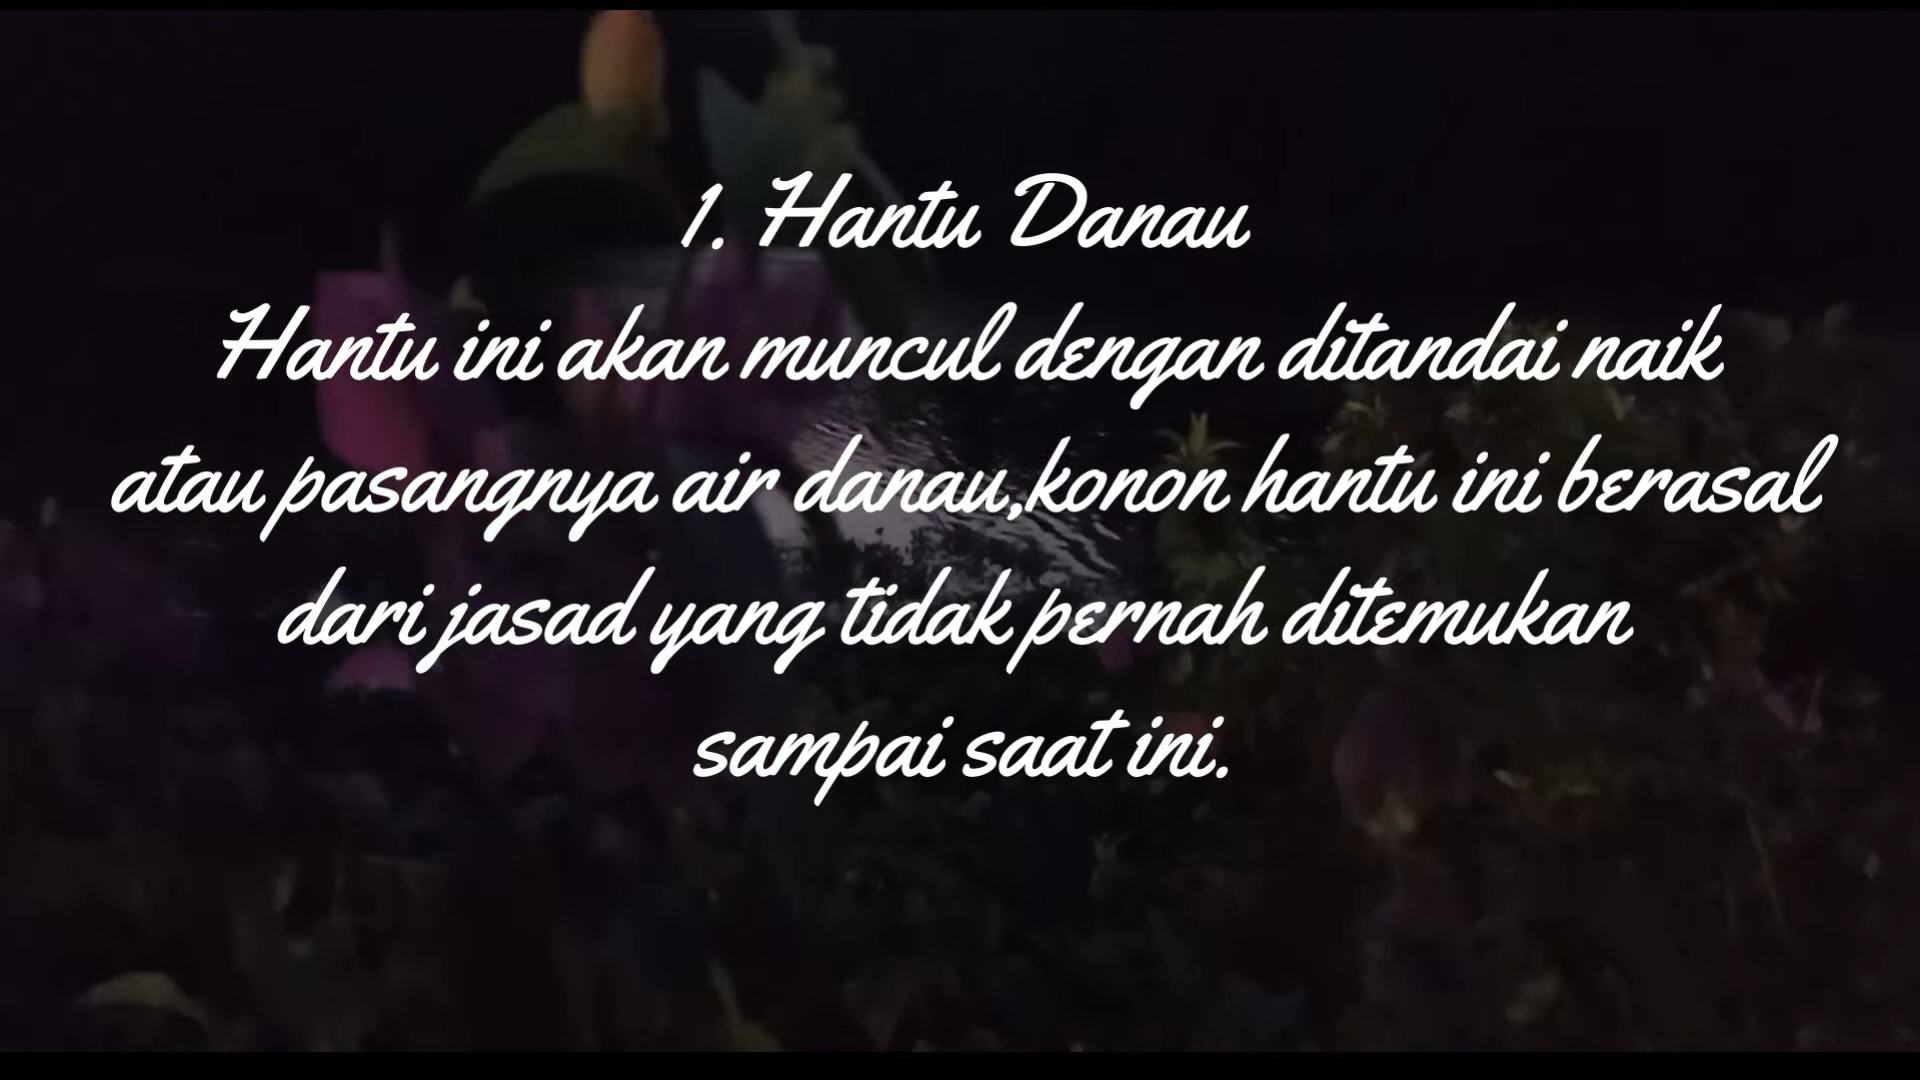 1. Hantu Danau
Hantu ini akan muncul dengan ditandai naik
atau pasangnya air danau,konon hantu ini berasal
dari jasad yang tidak pernah ditemukan
sampai saat ini.